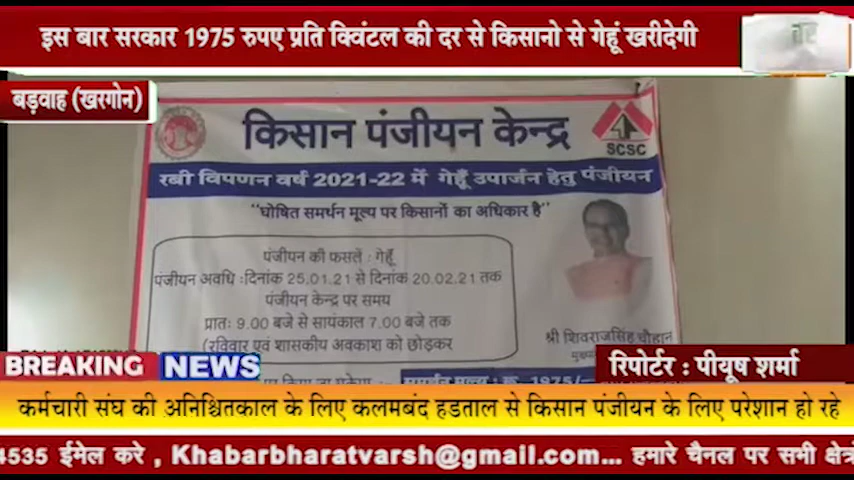 इस बार सरकार 1975 रुपए प्रति क्विंटल की दर से किसानो से गेहूं खरीदेगी
बड़वाह (खरगोन)
किसान पंजीयन केन्द्र
SCSC
रबी विपणन वर्ष 2021-22 में गेहूँ उपार्जन हेतु पंजीयन
"घोषित समर्थन मूल्य पर किसानों का अधिकार है"
पंजीयन की फसलें : गेहूँ
पंजीयन अवधि :दिनांक 25.01.21 से दिनांक 20.02.21 तक
पंजीयन केन्द्र पर समय
प्रातः 9.00 बजे से सायंकाल 7.00 बजे तक
(रविवार एवं शासकीय अवकाश को छोड़कर
श्री शिवराजसिंह चौहान
समर्थन मूल्य रू. 1975/-
BREAKING NEWS
रिपोर्टर : पीयूष शर्मा
कर्मचारी संघ की अनिश्चितकाल के लिए कलमबंद हडताल से किसान पंजीयन के लिए परेशान हो रहे
4535 ईमेल करे , Khabarbharatvarsh@gmail.com... हमारे चैनल पर सभी क्षेत्रो